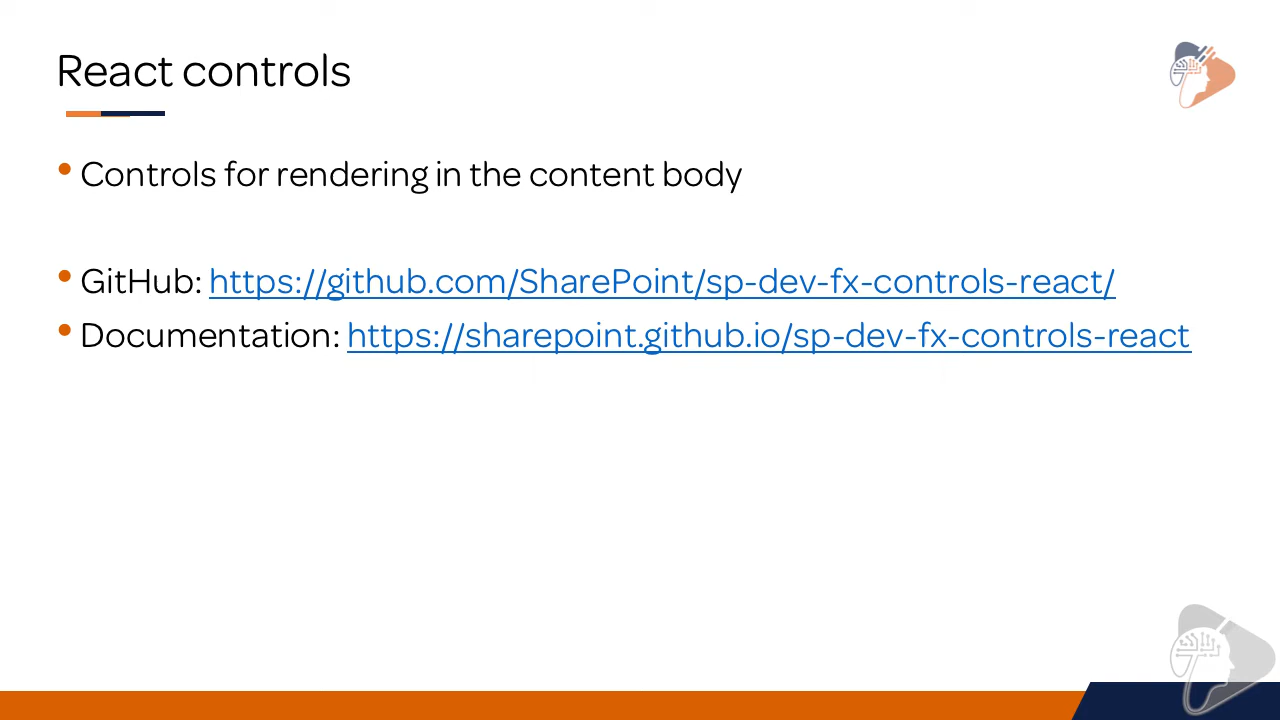 React controls
• Controls for rendering in the content body
• GitHub: https://github.com/SharePoint/sp-dev-fx-controls-react/
• Documentation: https://sharepoint.github.io/sp-dev-fx-controls-react